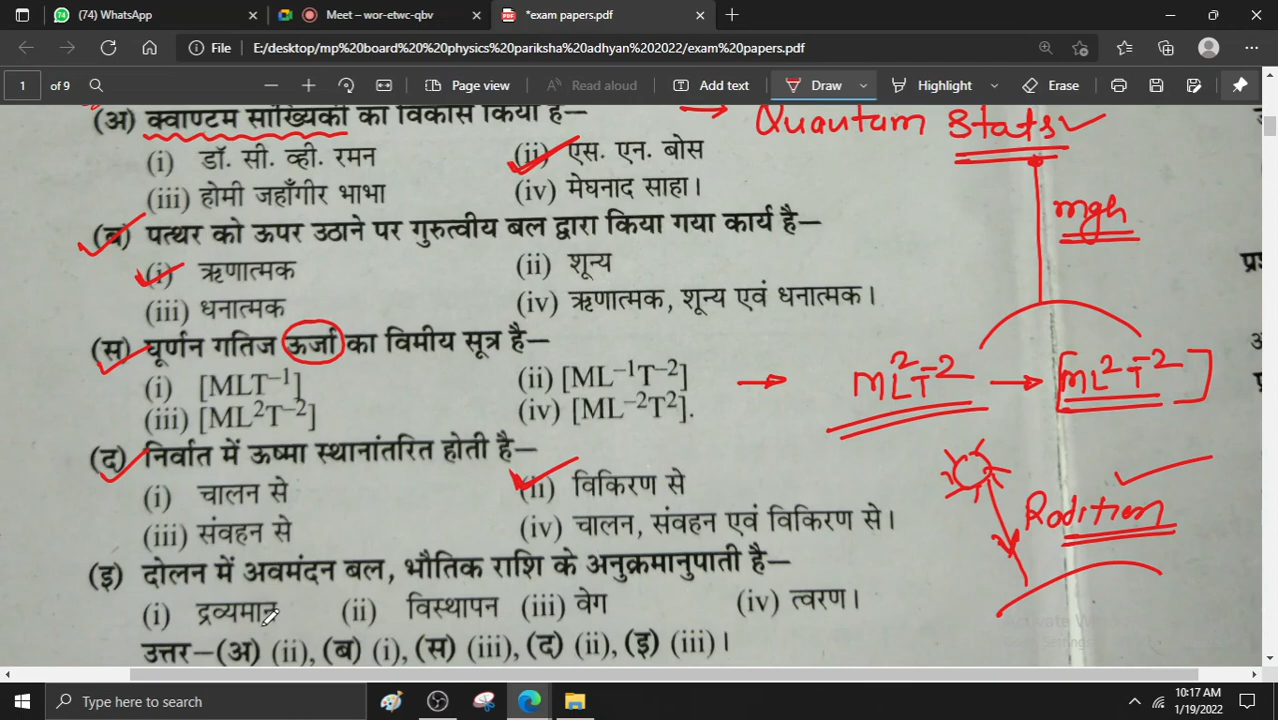 (74) WhatsApp
Meet – wor-etwc-qbv
*exam papers.pdf
File E:/desktop/mp%20board%20%20physics%20pariksha%20adhyan%202022/exam%20papers.pdf
1 of 9 Page view Read aloud Add text Draw Highlight Erase
(अ) क्वाण्टम सांख्यिकी का विकास किया है–
(i) डॉ. सी. व्ही. रमन (ii) एस. एन. बोस
(iii) होमी जहाँगीर भाभा (iv) मेघनाद साहा।
Quantum Stats
mgh
(ब) पत्थर को ऊपर उठाने पर गुरुत्वीय बल द्वारा किया गया कार्य है–
(i) ऋणात्मक (ii) शून्य
(iii) धनात्मक (iv) ऋणात्मक, शून्य एवं धनात्मक।
(स) घूर्णन गतिज ऊर्जा का विमीय सूत्र है–
(i) [MLT⁻¹] (ii) [ML⁻¹T⁻²]
(iii) [ML²T⁻²] (iv) [ML⁻²T²].
→ ML²T⁻² → [ML²T⁻²]
(द) निर्वात में ऊष्मा स्थानांतरित होती है–
(i) चालन से (ii) विकिरण से
(iii) संवहन से (iv) चालन, संवहन एवं विकिरण से।
Radition
(इ) दोलन में अवमंदन बल, भौतिक राशि के अनुक्रमानुपाती है–
(i) द्रव्यमान (ii) विस्थापन (iii) वेग (iv) त्वरण।
उत्तर–(अ) (ii), (ब) (i), (स) (iii), (द) (ii), (इ) (iii)।
Activate Windows
Type here to search
10:17 AM
1/19/2022